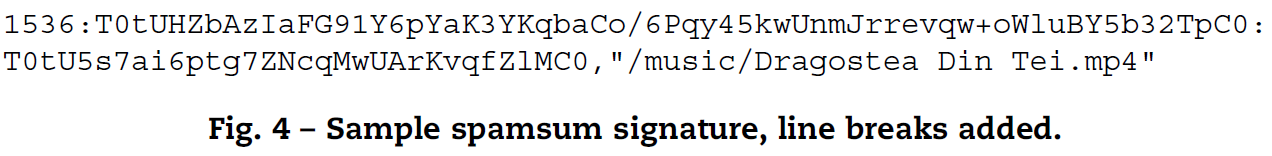 1536:T0tUHZbAzIaFG91Y6pYaK3YKqbaCo/6Pqy45kwUnmJrrevqw+oWluBY5b32TpC0:
T0tU5s7ai6ptg7ZNcqMwUArKvqfZlMC0,"/music/Dragostea Din Tei.mp4"
Fig. 4 – Sample spamsum signature, line breaks added.